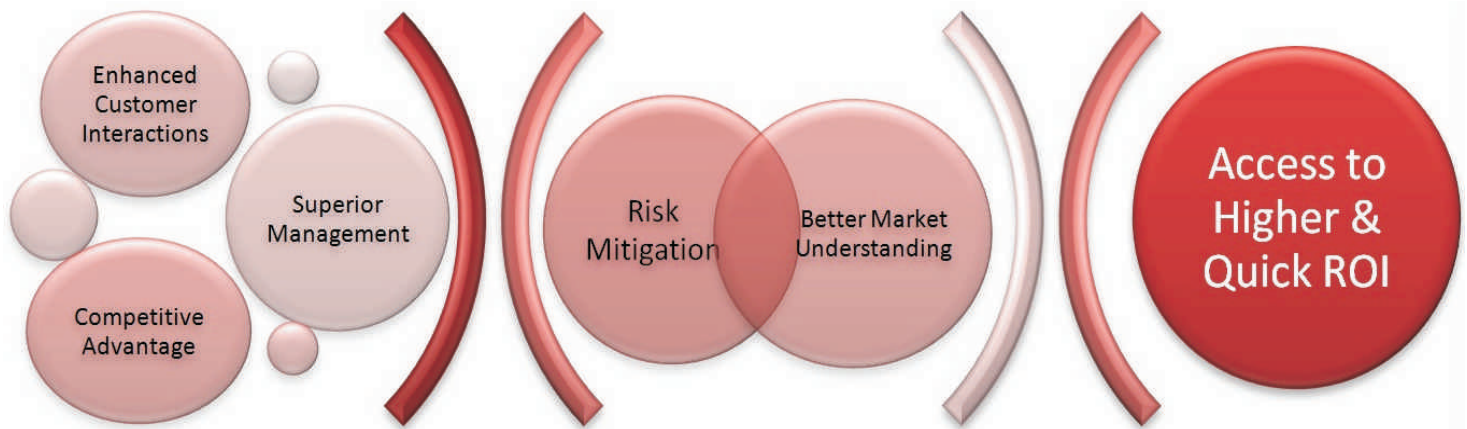 Enhanced
Customer
Interactions
Superior
Management
Competitive
Advantage
Risk
Mitigation
Better Market
Understanding
Access to
Higher &
Quick ROI